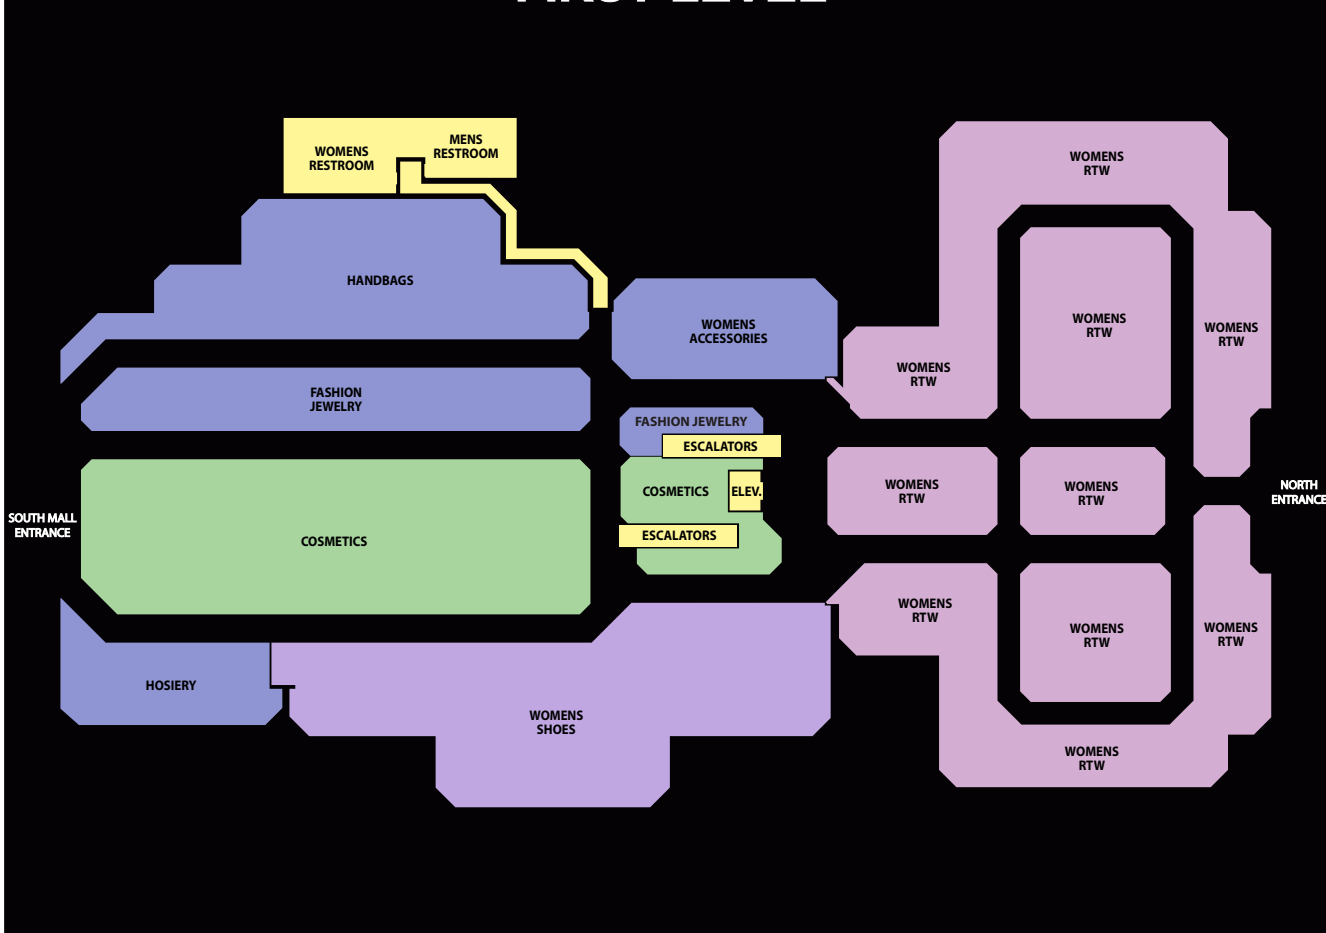 FIRST LEVEL
MENS
RESTROOM
WOMENS
RESTROOM
WOMENS
RTW
HANDBAGS
WOMENS
ACCESSORIES
WOMENS
RTW
WOMENS
RTW
WOMENS
RTW
FASHION
JEWELRY
FASHION JEWELRY
ESCALATORS
COSMETICS
ELEV.
WOMENS
RTW
WOMENS
RTW
NORTH
ENTRANCE
SOUTH MALL
ENTRANCE
COSMETICS
ESCALATORS
WOMENS
RTW
WOMENS
RTW
WOMENS
RTW
HOSIERY
WOMENS
SHOES
WOMENS
RTW